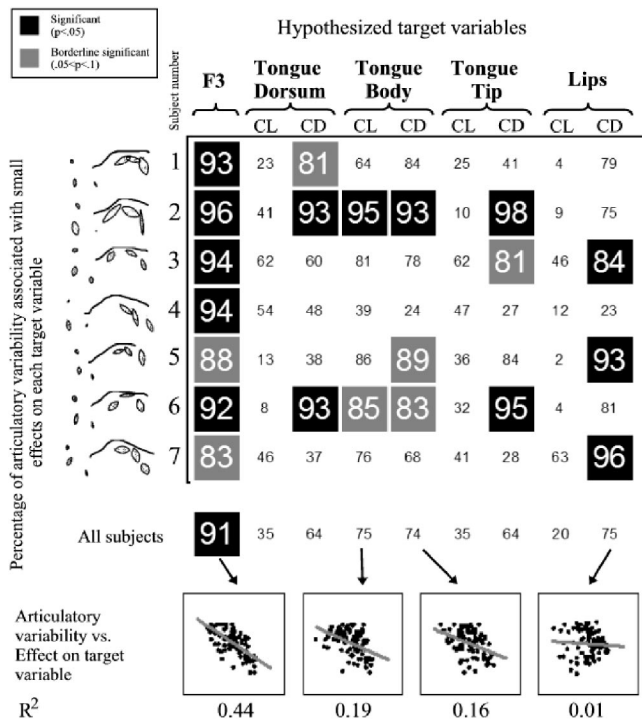 Significant
(p<.05)
Borderline significant
(.05<p<.1)
Hypothesized target variables
Subject number
F3
Tongue
Dorsum
Tongue
Body
Tongue
Tip
Lips
CL CD CL CD CL CD CL CD
Percentage of articulatory variability associated with small
effects on each target variable
1 93 23 81 64 84 25 41 4 79
2 96 41 93 95 93 10 98 9 75
3 94 62 60 81 78 62 81 46 84
4 94 54 48 39 24 47 27 12 23
5 88 13 38 86 89 36 84 2 93
6 92 8 93 85 83 32 95 4 81
7 83 46 37 76 68 41 28 63 96
All subjects 91 35 64 75 74 35 64 20 75
Articulatory
variability vs.
Effect on target
variable
R² 0.44 0.19 0.16 0.01